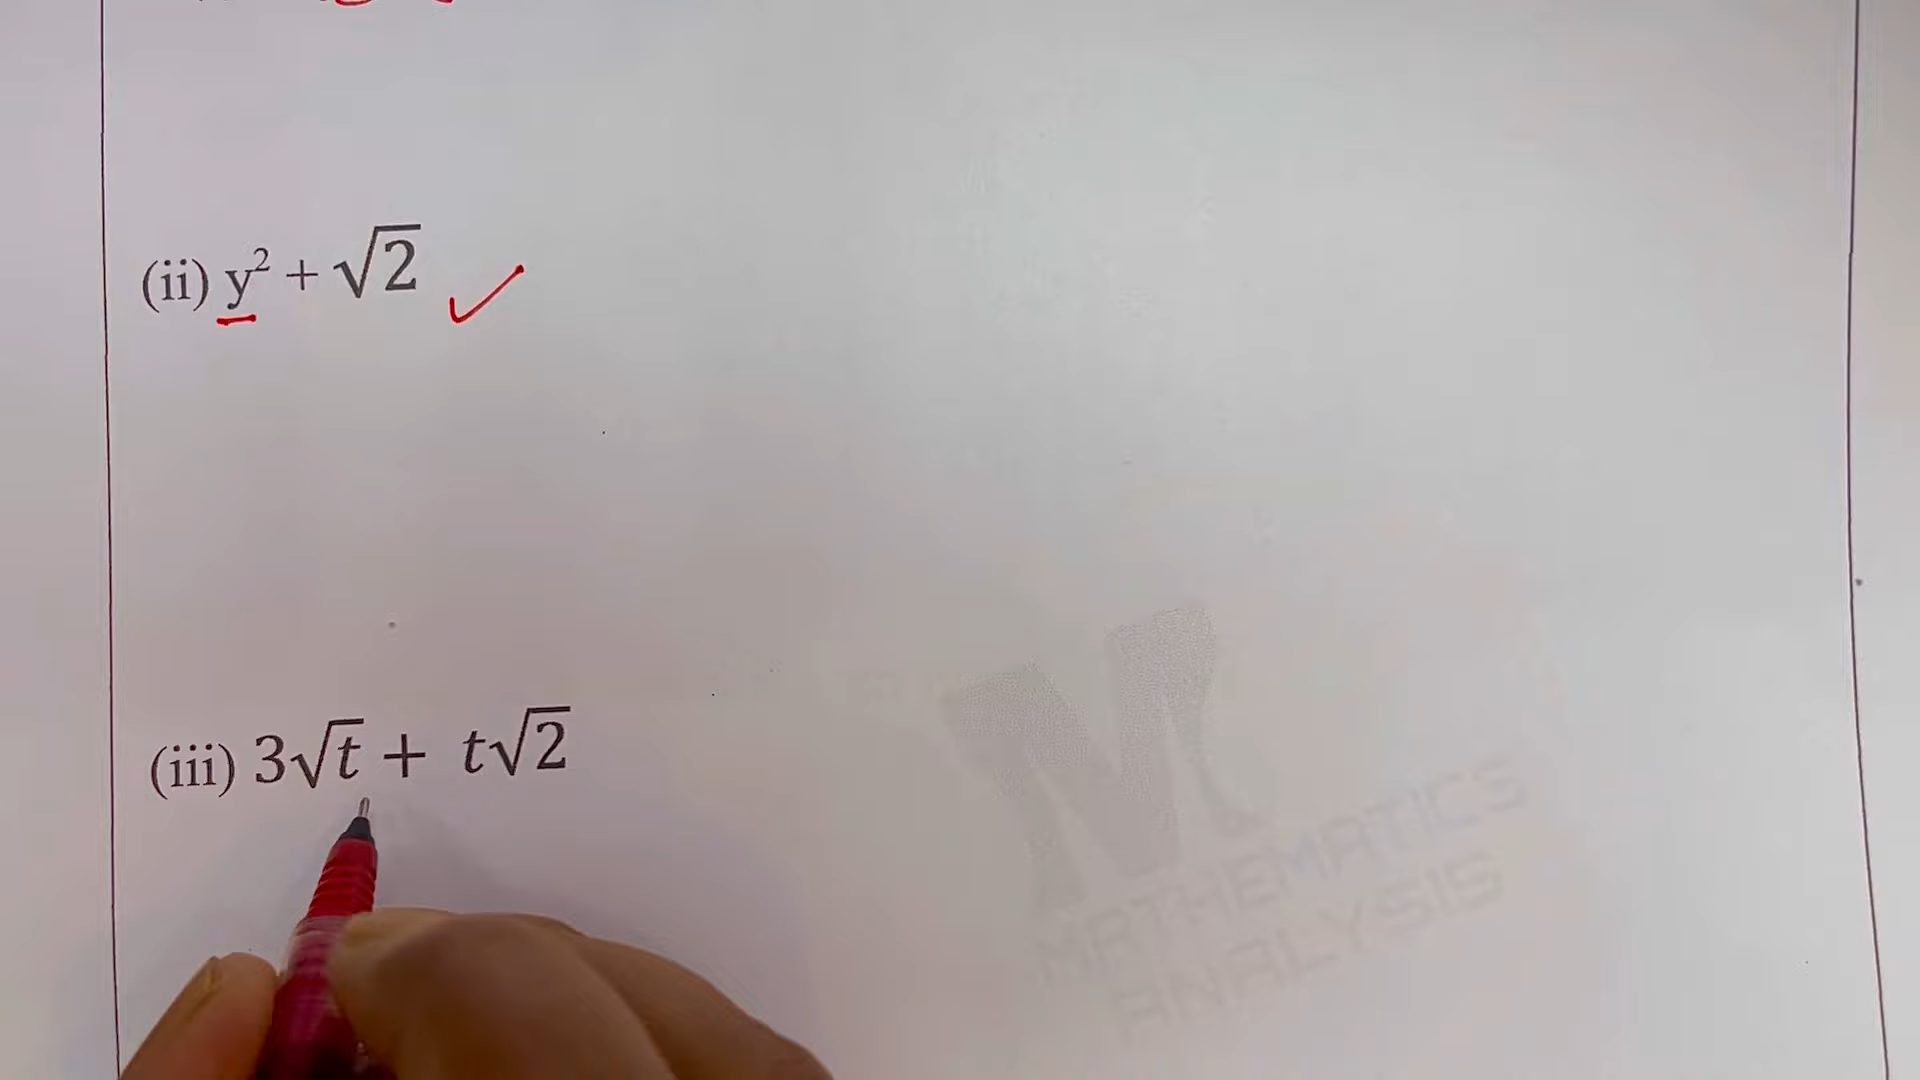 (ii) y² + √2
(iii) 3√t + t√2
MATHEMATICS
ANALYSIS